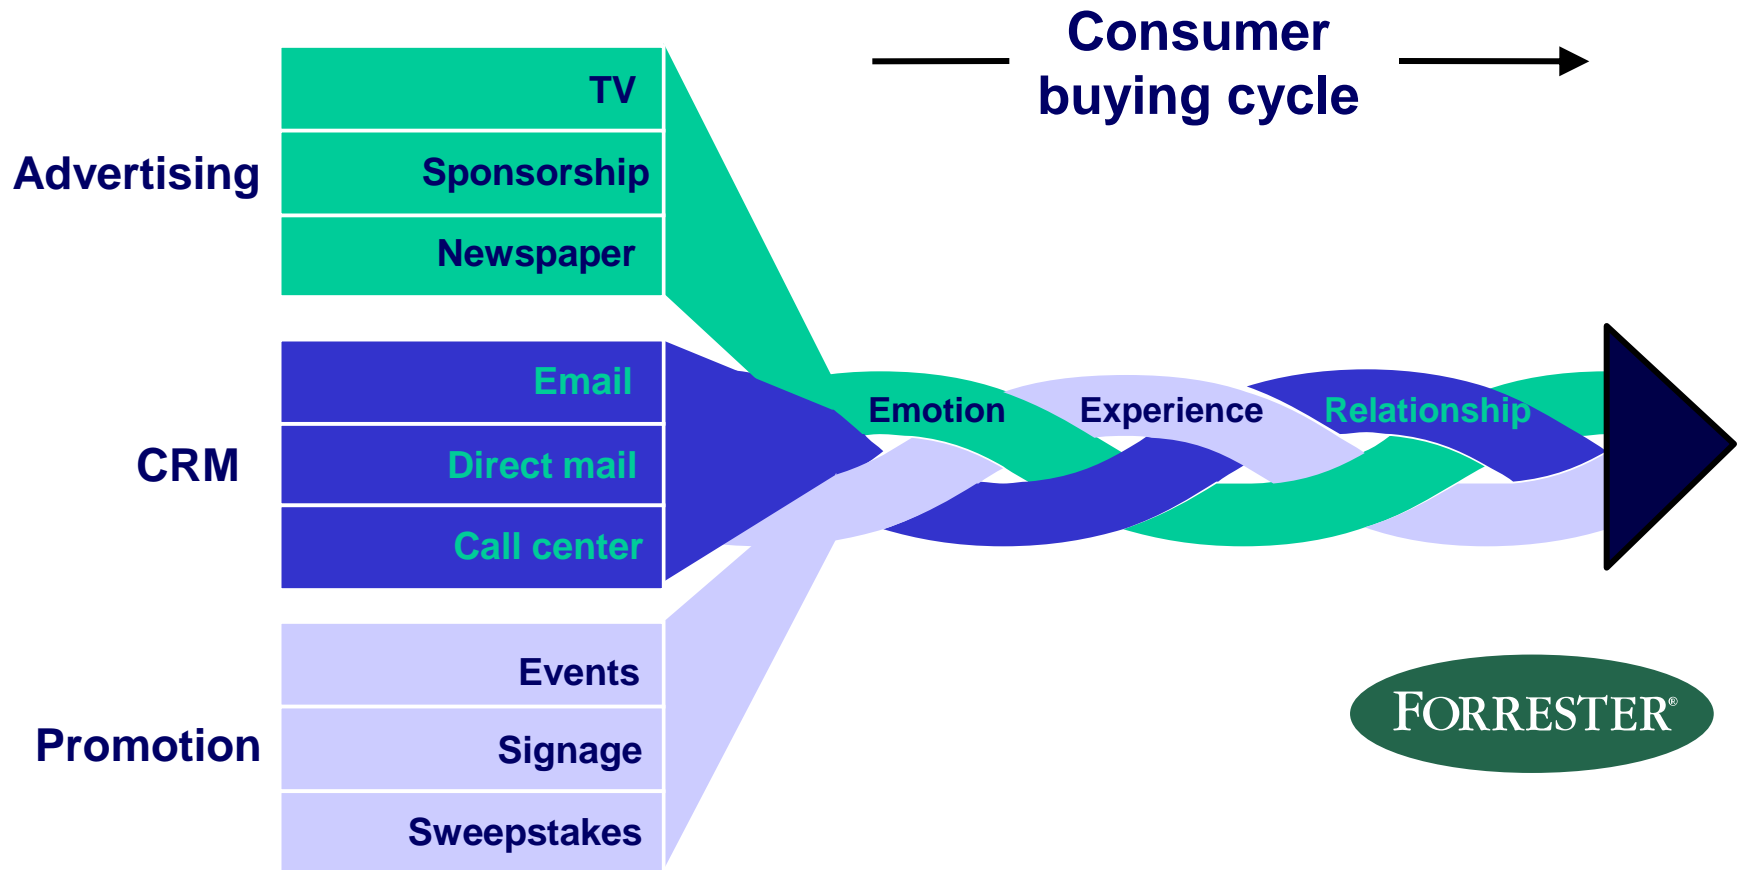 Consumer
buying cycle
Advertising
TV
Sponsorship
Newspaper
CRM
Email
Direct mail
Call center
Promotion
Events
Signage
Sweepstakes
Emotion
Experience
Relationship
FORRESTER®